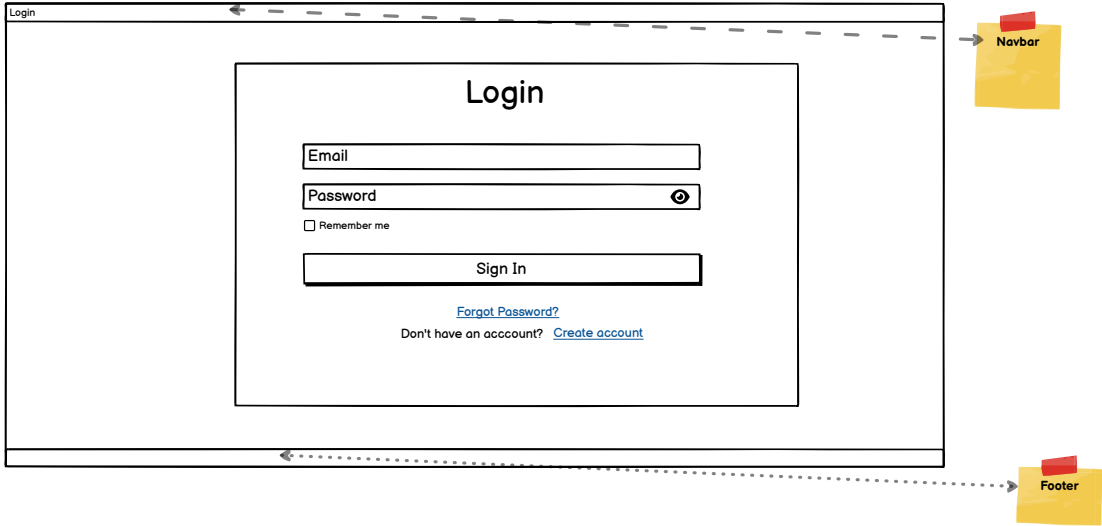 Login
Navbar
Login
Email
Password
Remember me
Sign In
Forgot Password?
Don't have an acccount? Create account
Footer